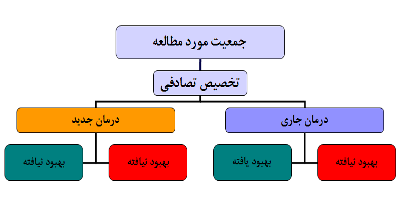 جمعیت مورد مطالعه
تخصیص تصادفی
درمان جاری
درمان جدید
بهبود نیافته
بهبود یافته
بهبود نیافته
بهبود نیافته